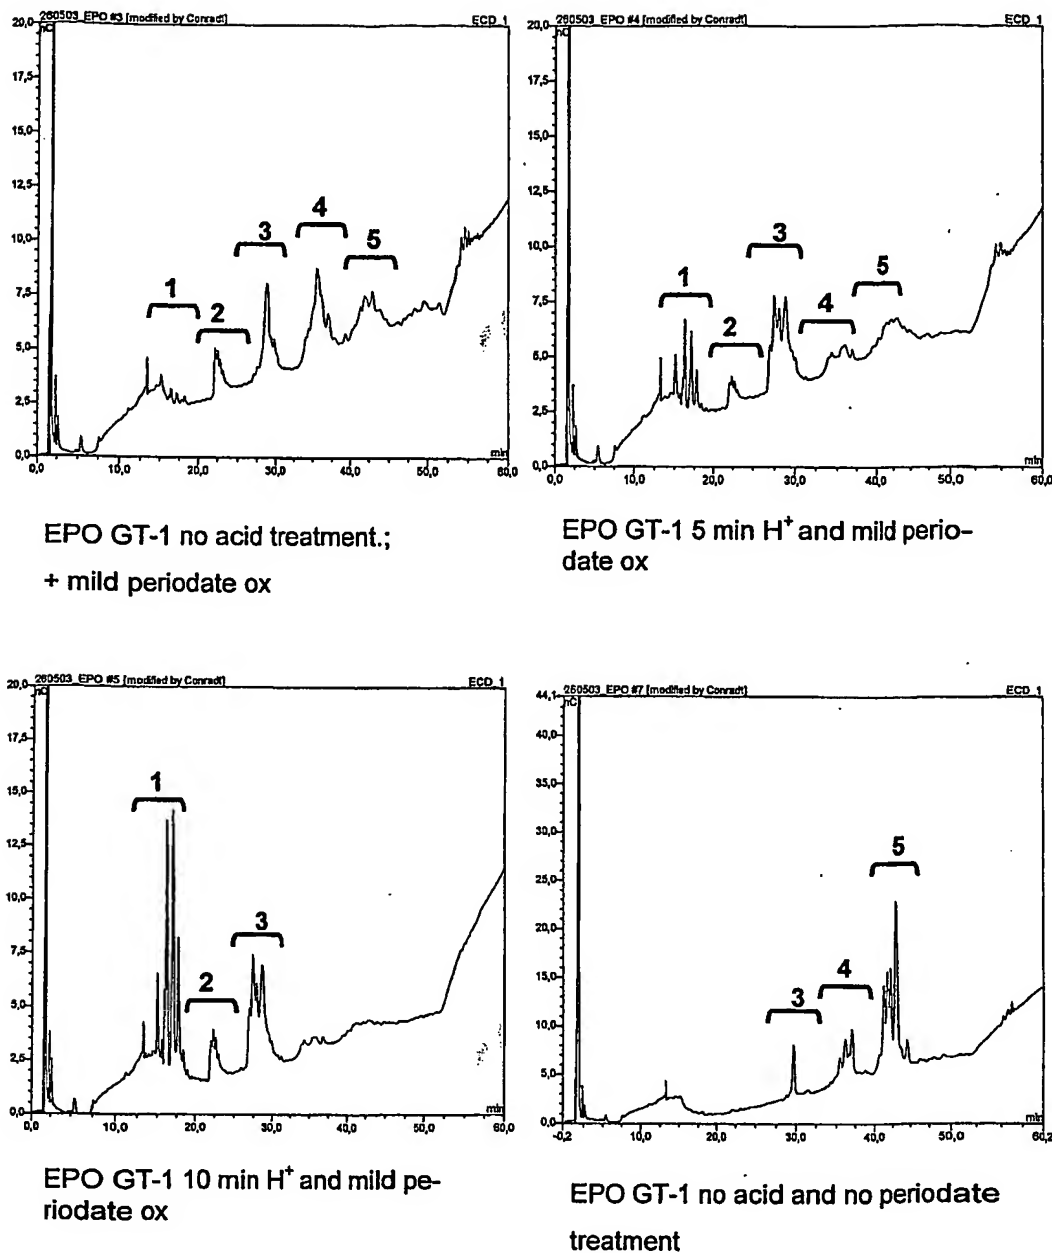 260503_EPO #3 [modified by Conradt] ECD_1
20,0
nC
17,5
15,0
12,5
10,0
7,5
5,0
2,5
0,0
1
2
3
4
5
min
0,0 10,0 20,0 30,0 40,0 50,0 60,0
EPO GT-1 no acid treatment.;
+ mild periodate ox
260503_EPO #4 [modified by Conradt] ECD_1
20,0
nC
17,5
15,0
12,5
10,0
7,5
5,0
2,5
0,0
1
2
3
4
5
min
0,0 10,0 20,0 30,0 40,0 50,0 60,0
EPO GT-1 5 min H⁺ and mild perio-
date ox
260503_EPO #5 [modified by Conradt] ECD_1
20,0
nC
17,5
15,0
12,5
10,0
7,5
5,0
2,5
0,0
1
2
3
min
0,0 10,0 20,0 30,0 40,0 50,0 60,0
EPO GT-1 10 min H⁺ and mild pe-
riodate ox
260503_EPO #7 [modified by Conradt] ECD_1
44,1
nC
40,0
35,0
30,0
25,0
20,0
15,0
10,0
5,0
0,0
3
4
5
min
-0,2 10,0 20,0 30,0 40,0 50,0 60,2
EPO GT-1 no acid and no periodate
treatment